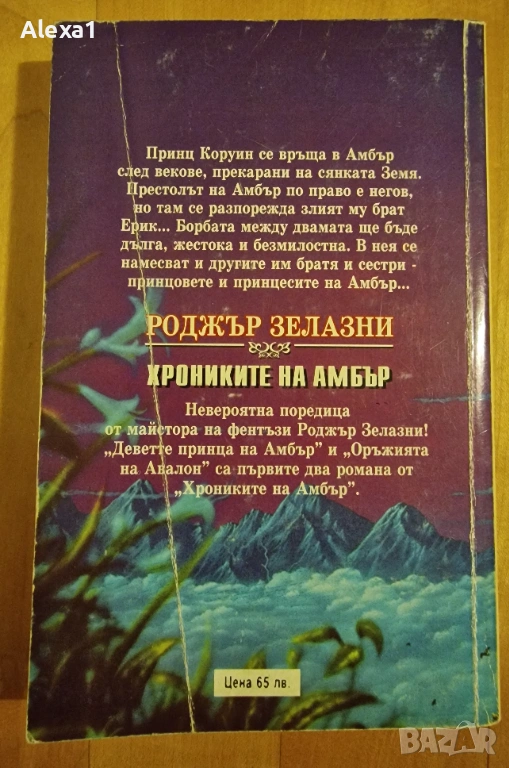 Alexa1
Принц Коруин се връща в Амбър
след векове, прекарани на сянката Земя.
Престолът на Амбър по право е негов,
но там се разпорежда злият му брат
Ерик... Борбата между двамата ще бъде
дълга, жестока и безмилостна. В нея се
намесват и другите им братя и сестри -
принцовете и принцесите на Амбър...
РОДЖЪР ЗЕЛАЗНИ
ХРОНИКИТЕ НА АМБЪР
Невероятна поредица
от майстора на фентъзи Роджър Зелазни!
„Деветте принца на Амбър” и „Оръжията
на Авалон” са първите два романа от
„Хрониките на Амбър”.
Цена 65 лв.
BAZAR